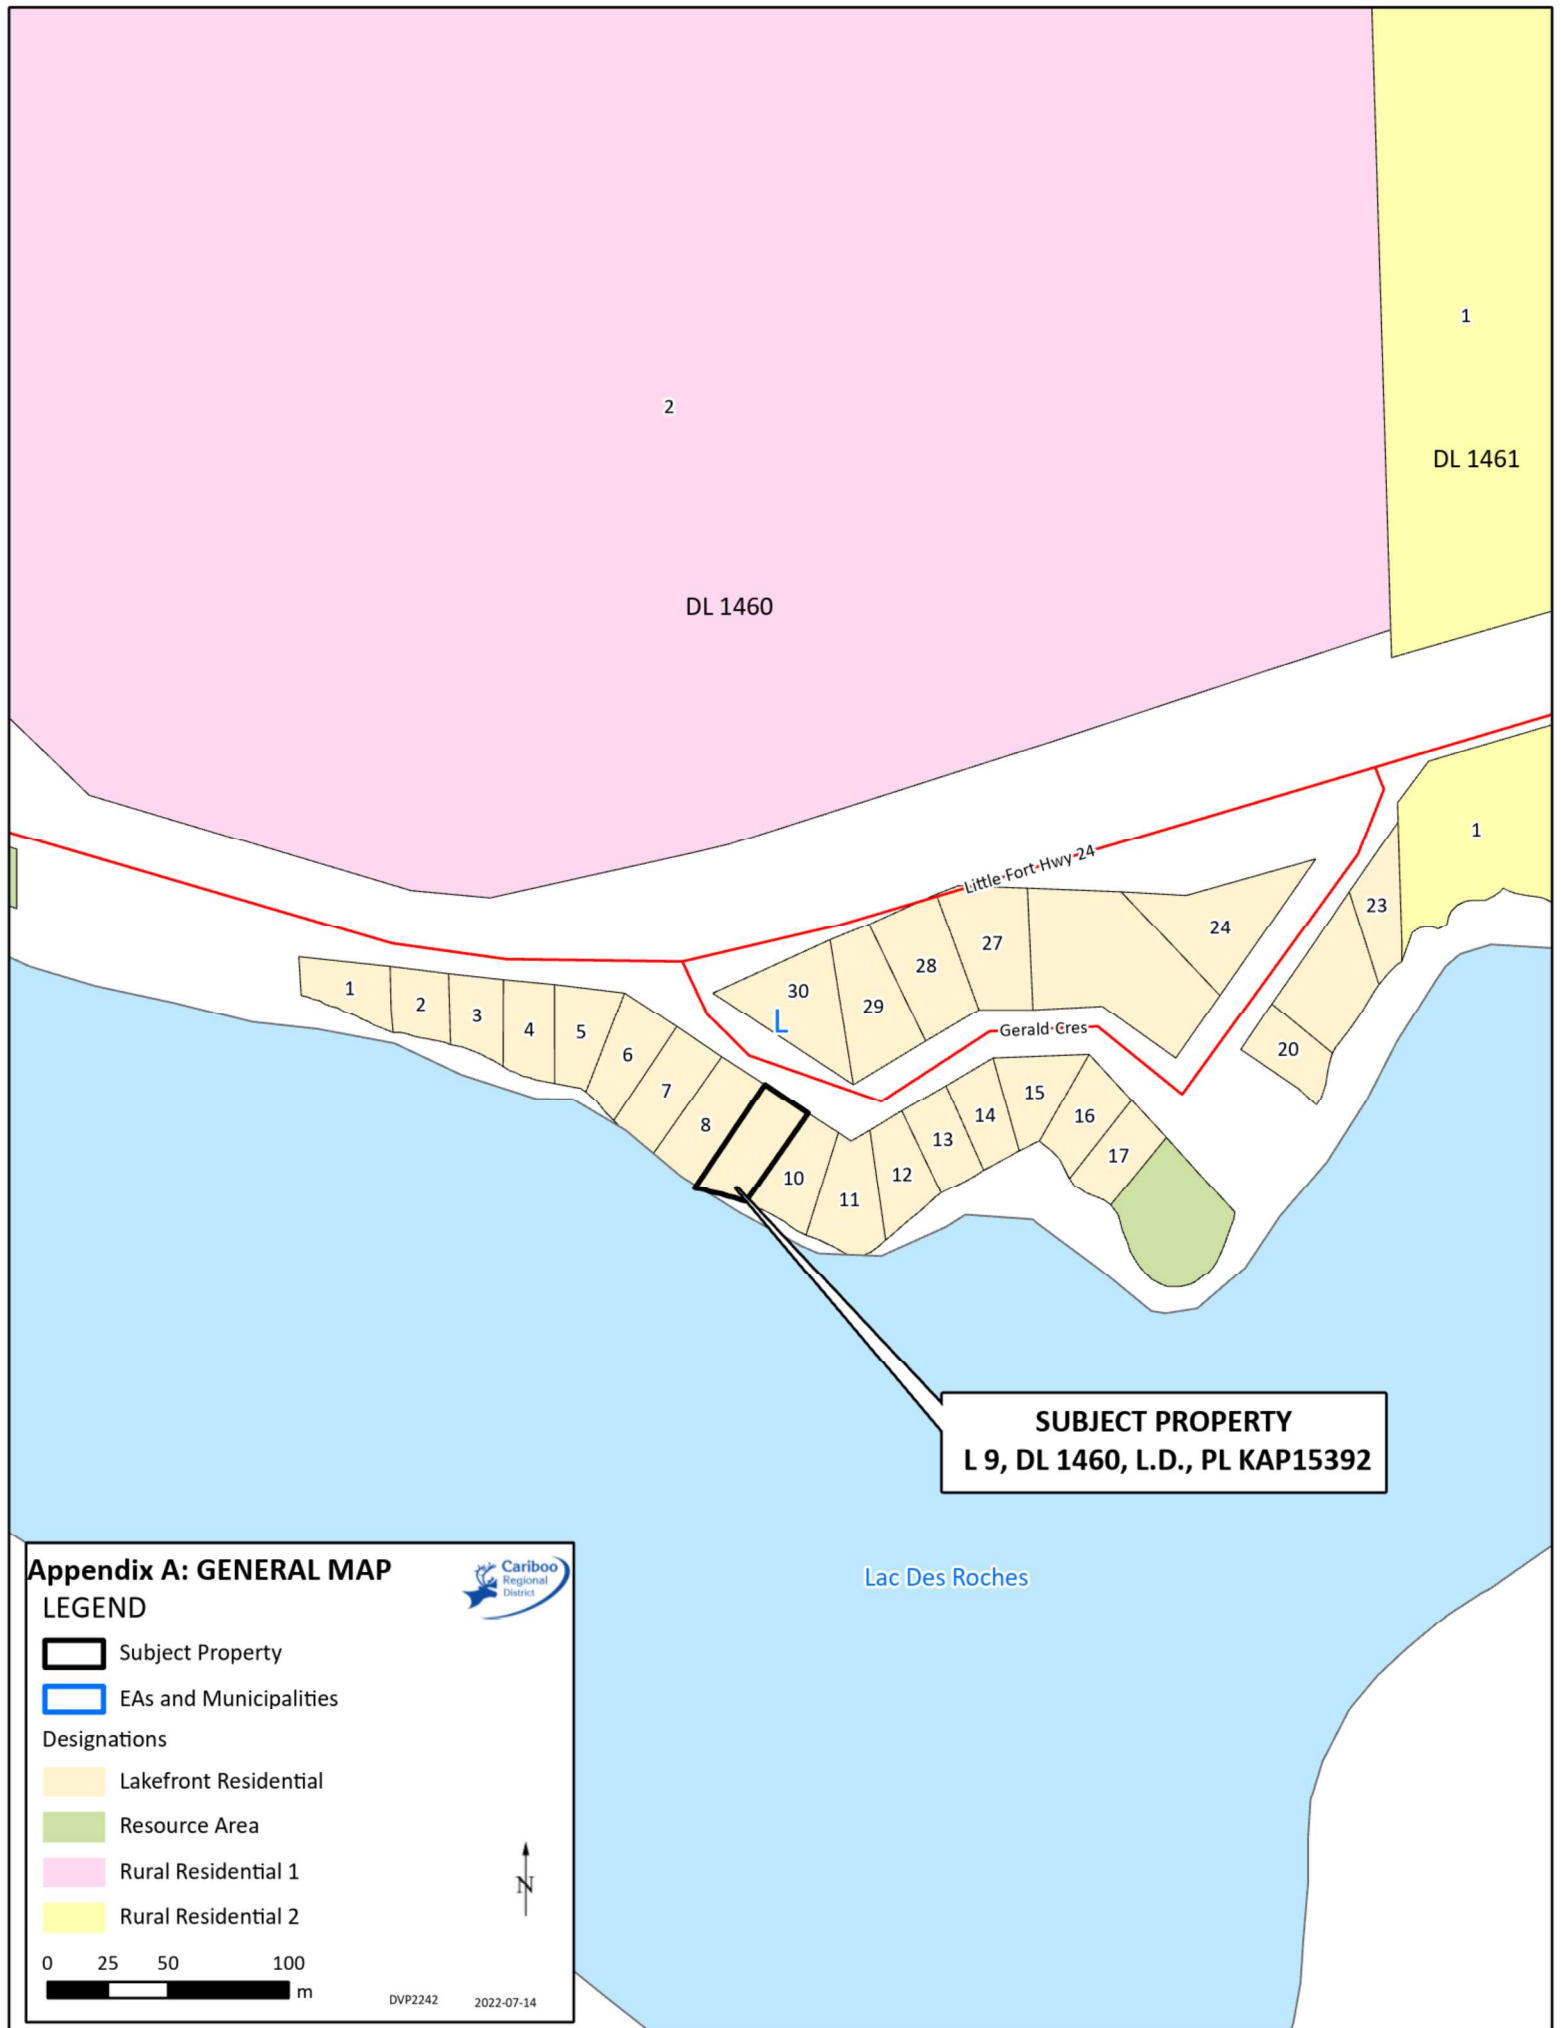 1
2
DL 1461
DL 1460
Little Fort Hwy 24
1
23
24
27
28
30
29
L
1
2
3
4
5
6
7
8
Gerald Cres
20
15
14
16
13
17
12
10
11
SUBJECT PROPERTY
L 9, DL 1460, L.D., PL KAP15392
Lac Des Roches
Appendix A: GENERAL MAP
Cariboo
Regional
District
LEGEND
Subject Property
EAs and Municipalities
Designations
Lakefront Residential
Resource Area
Rural Residential 1
N
Rural Residential 2
0 25 50 100
m
DVP2242 2022-07-14